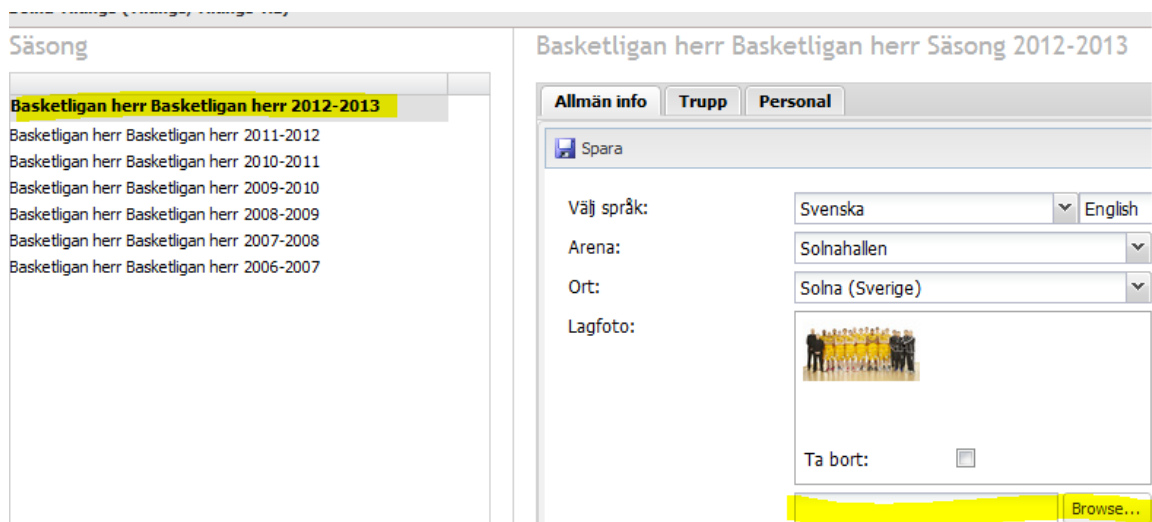 Säsong
Basketligan herr Basketligan herr 2012-2013
Basketligan herr Basketligan herr 2011-2012
Basketligan herr Basketligan herr 2010-2011
Basketligan herr Basketligan herr 2009-2010
Basketligan herr Basketligan herr 2008-2009
Basketligan herr Basketligan herr 2007-2008
Basketligan herr Basketligan herr 2006-2007
Basketligan herr Basketligan herr Säsong 2012-2013
Allmän info Trupp Personal
Spara
Välj språk: Svenska English
Arena: Solnahallen
Ort: Solna (Sverige)
Lagfoto:
Ta bort:
Browse...